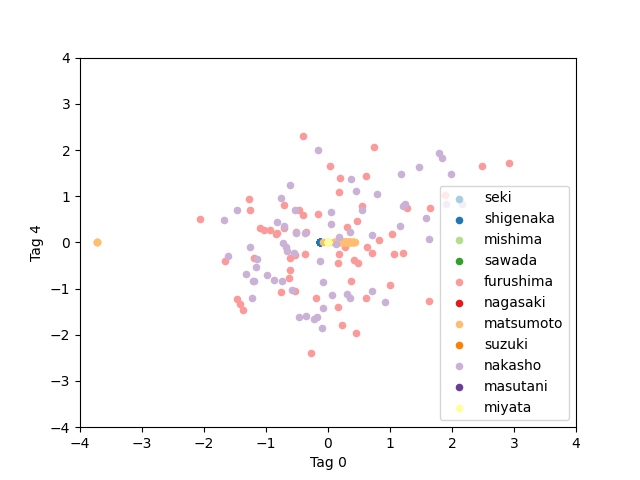 4
3
2
1
0
−1
−2
−3
−4
Tag 4
seki
shigenaka
mishima
sawada
furushima
nagasaki
matsumoto
suzuki
nakasho
masutani
miyata
−4 −3 −2 −1 0 1 2 3 4
Tag 0